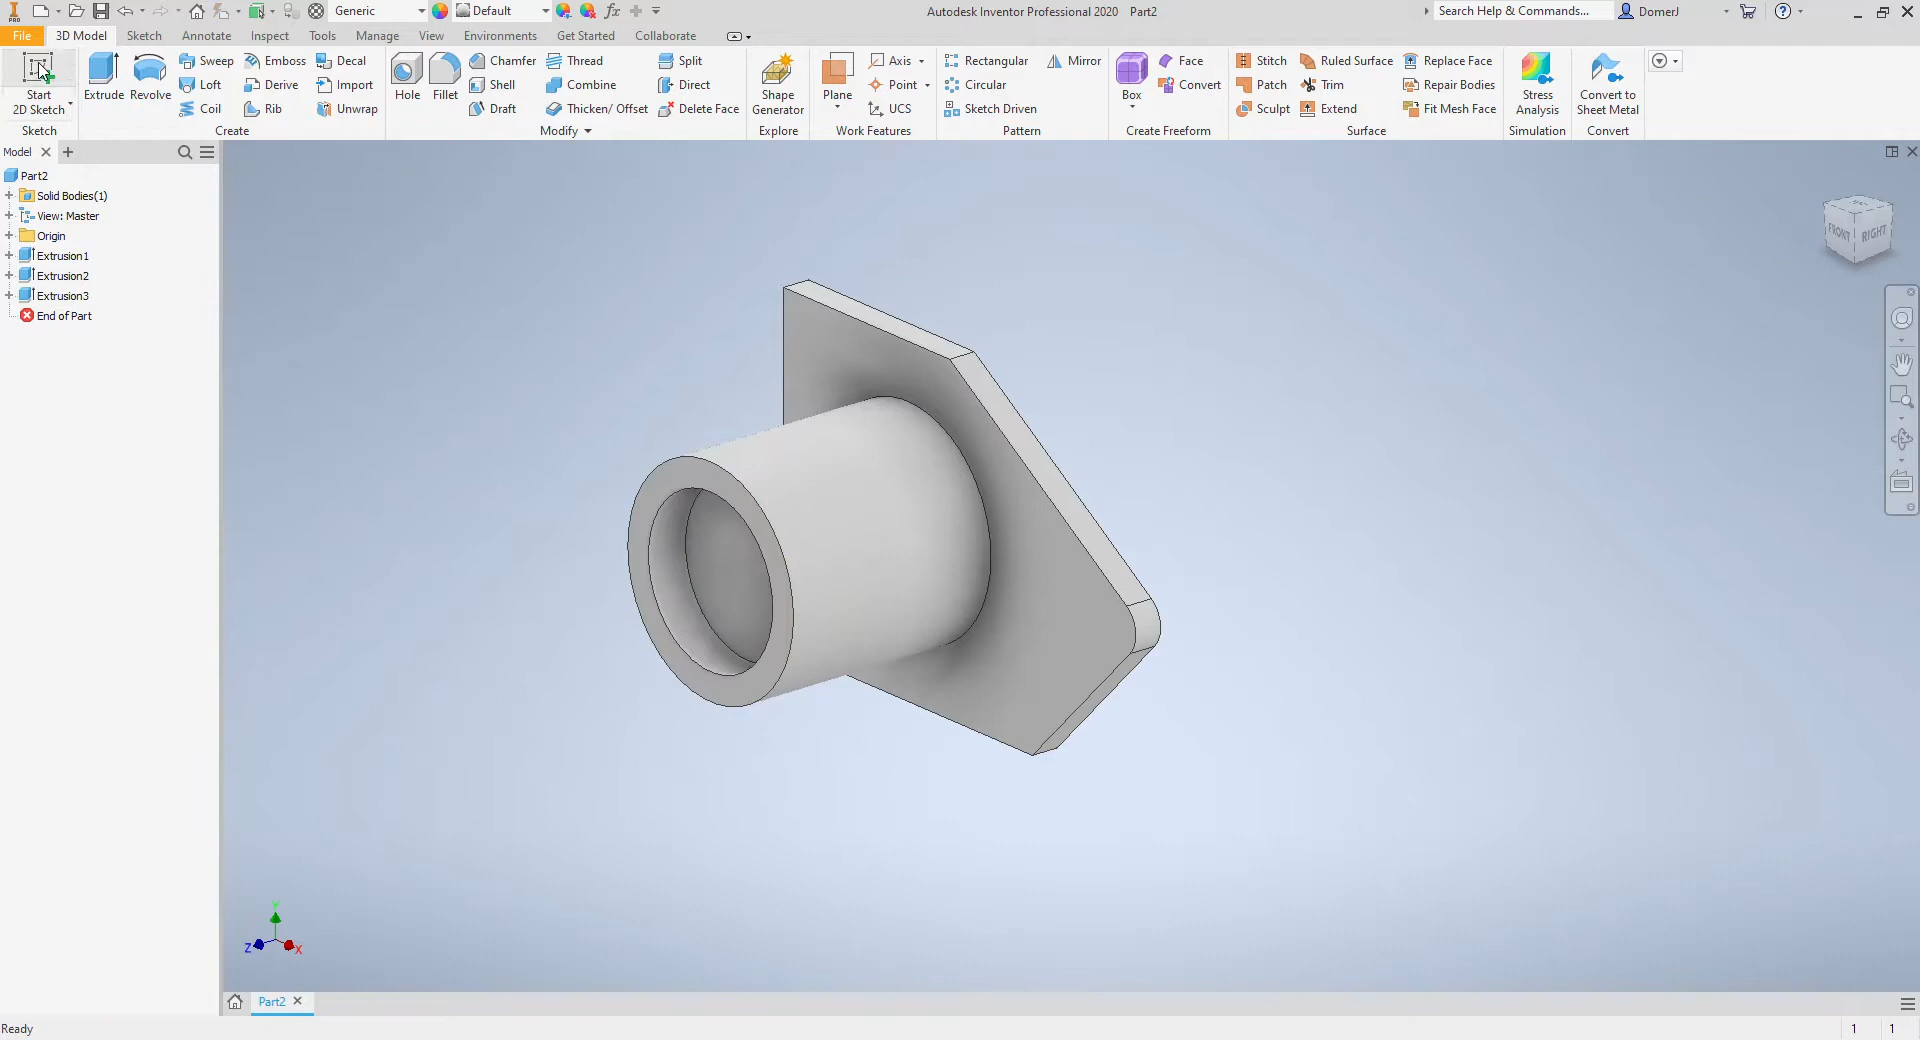 Generic Default Autodesk Inventor Professional 2020 Part2 Search Help & Commands... DomerJ
File 3D Model Sketch Annotate Inspect Tools Manage View Environments Get Started Collaborate
Start
2D Sketch
Sketch
Extrude Revolve
Sweep Emboss Decal
Loft Derive Import
Coil Rib Unwrap
Create
Hole Fillet
Chamfer Thread Split
Shell Combine Direct
Draft Thicken/ Offset Delete Face
Modify
Shape
Generator
Explore
Plane
Axis
Point
UCS
Work Features
Rectangular Mirror
Circular
Sketch Driven
Pattern
Box
Face
Convert
Create Freeform
Stitch Ruled Surface Replace Face
Patch Trim Repair Bodies
Sculpt Extend Fit Mesh Face
Surface
Stress
Analysis
Simulation
Convert to
Sheet Metal
Convert
Model
Part2
Solid Bodies(1)
View: Master
Origin
Extrusion1
Extrusion2
Extrusion3
End of Part
FRONT RIGHT
Y
Z X
Part2
Ready 1 1